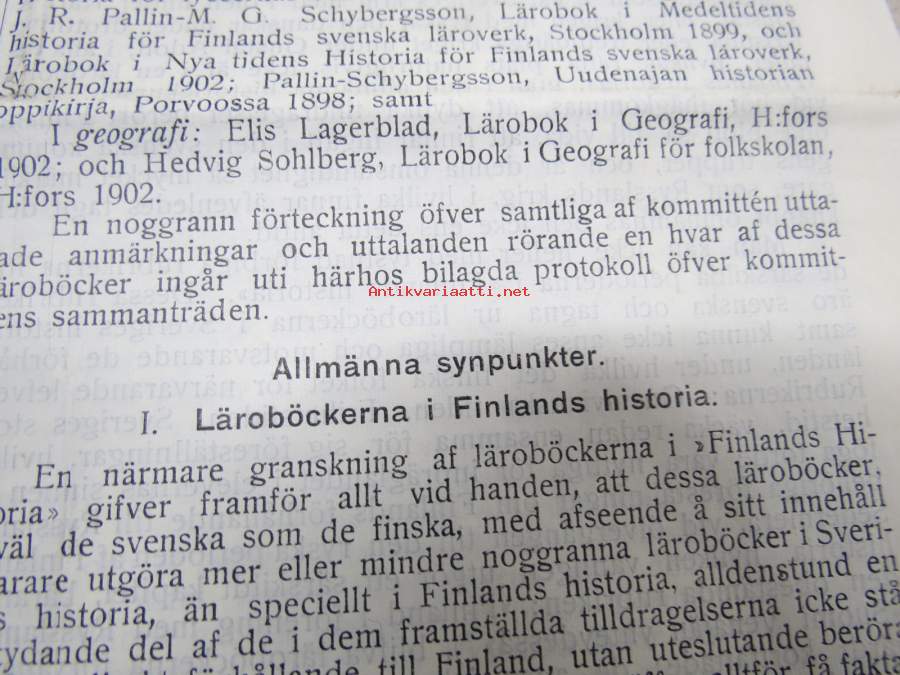 J. R. Pallin-M. G. Schybergsson, Lärobok i Medeltidens
historia för Finlands svenska läroverk, Stockholm 1899, och
Lärobok i Nya tidens Historia för Finlands svenska läroverk,
Stockholm 1902; Pallin-Schybergsson, Uudenajan historian
oppikirja, Porvoossa 1898; samt
I geografi: Elis Lagerblad, Lärobok i Geografi, H:fors
1902; och Hedvig Sohlberg, Lärobok i Geografi för folkskolan,
H:fors 1902.
En noggrann förteckning öfver samtliga af kommittén utta-
ade anmärkningar och uttalanden rörande en hvar af dessa
äroböcker ingår uti härhos bilagda protokoll öfver kommit-
ens sammanträden.
Antikvariaatti.net
Allmänna synpunkter.
I. Läroböckerna i Finlands historia.
En närmare granskning af läroböckerna i »Finlands Hi-
oria» gifver framför allt vid handen, att dessa läroböcker,
väl de svenska som de finska, med afseende å sitt innehåll
arare utgöra mer eller mindre noggranna läroböcker i Sveri-
s historia, än speciellt i Finlands historia, alldenstund en
tydande del af de i dem framställda tilldragelserna icke stå
till Finland, utan uteslutande beröra
alltför få fakta